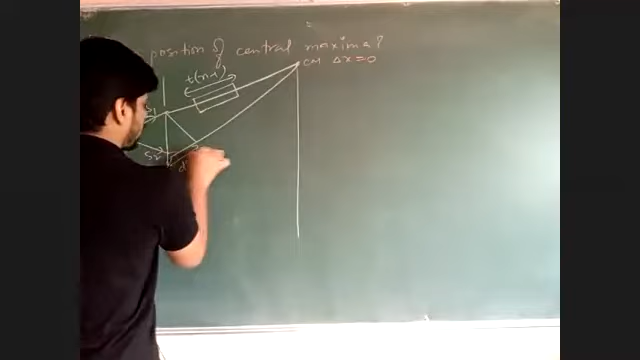 position of central maxima?
t(n-1)
CM Δx=0
S1
S2
d